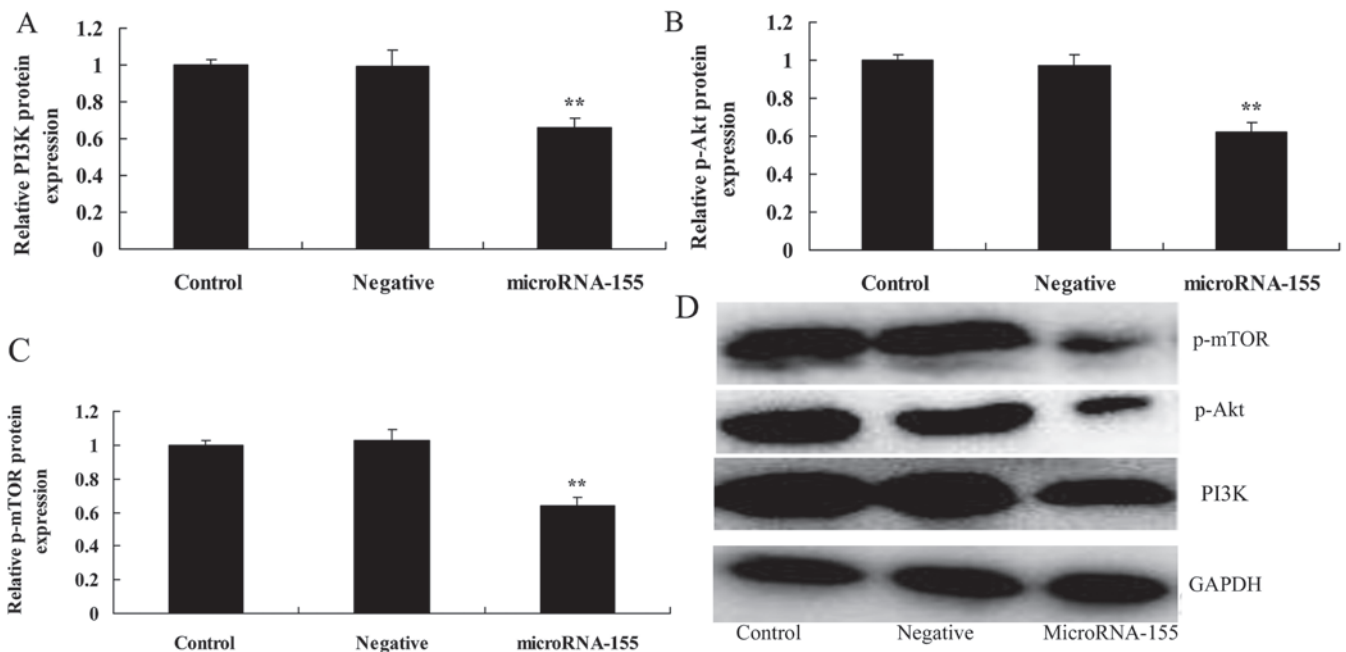 A
Relative PI3K protein
expression
1.2
1
0.8
0.6
0.4
0.2
0
**
Control Negative microRNA-155
B
Relative p-Akt protein
expression
1.2
1
0.8
0.6
0.4
0.2
0
**
Control Negative microRNA-155
C
Relative p-mTOR protein
expression
1.2
1
0.8
0.6
0.4
0.2
0
**
Control Negative microRNA-155
D
p-mTOR
p-Akt
PI3K
GAPDH
Control Negative MicroRNA-155